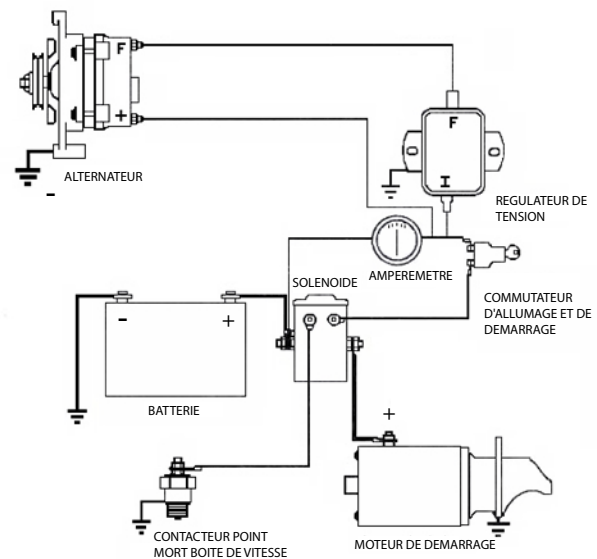 F
+
ALTERNATEUR
-
F
I
REGULATEUR DE
TENSION
AMPEREMETRE
SOLENOIDE
COMMUTATEUR
D'ALLUMAGE ET DE
DEMARRAGE
- +
BATTERIE
+
CONTACTEUR POINT
MORT BOITE DE VITESSE
MOTEUR DE DEMARRAGE